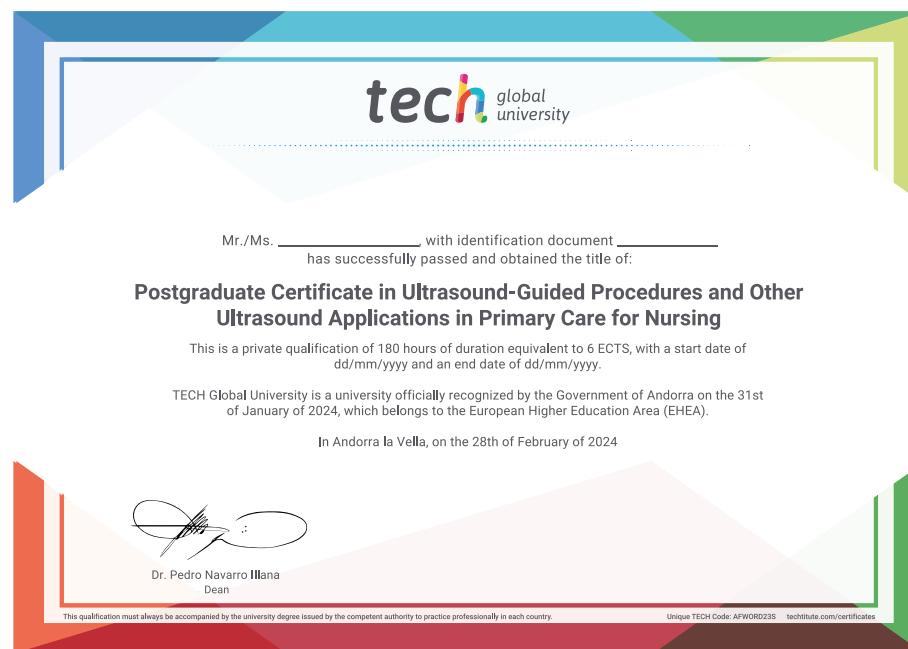 tech global university
Mr./Ms. ____________, with identification document ____________
has successfully passed and obtained the title of:
Postgraduate Certificate in Ultrasound-Guided Procedures and Other
Ultrasound Applications in Primary Care for Nursing
This is a private qualification of 180 hours of duration equivalent to 6 ECTS, with a start date of
dd/mm/yyyy and an end date of dd/mm/yyyy.
TECH Global University is a university officially recognized by the Government of Andorra on the 31st
of January of 2024, which belongs to the European Higher Education Area (EHEA).
In Andorra la Vella, on the 28th of February of 2024
Dr. Pedro Navarro Illana
Dean
This qualification must always be accompanied by the university degree issued by the competent authority to practice professionally in each country.
Unique TECH Code: AFWORD23S techtitute.com/certificates